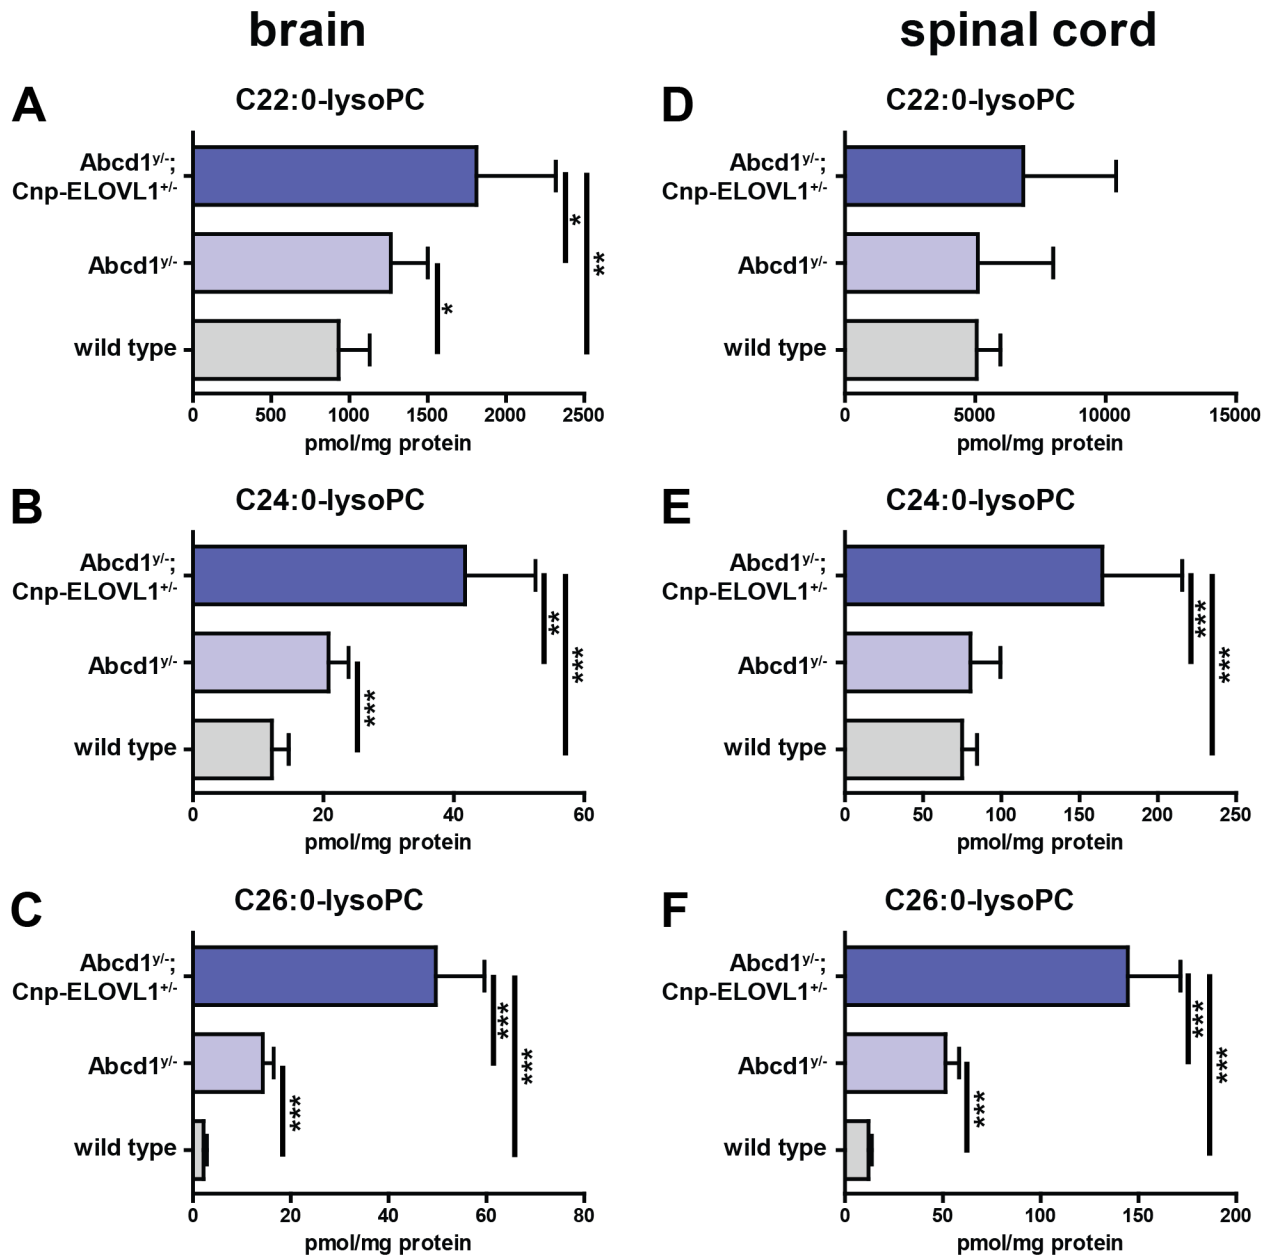 brain
spinal cord
A
C22:0-lysoPC
Abcd1y/-;
Cnp-ELOVL1+/-
Abcd1y/-
wild type
*
**
*
0 500 1000 1500 2000 2500
pmol/mg protein
D
C22:0-lysoPC
Abcd1y/-;
Cnp-ELOVL1+/-
Abcd1y/-
wild type
0 5000 10000 15000
pmol/mg protein
B
C24:0-lysoPC
Abcd1y/-;
Cnp-ELOVL1+/-
Abcd1y/-
wild type
**
***
***
0 20 40 60
pmol/mg protein
E
C24:0-lysoPC
Abcd1y/-;
Cnp-ELOVL1+/-
Abcd1y/-
wild type
***
***
0 50 100 150 200 250
pmol/mg protein
C
C26:0-lysoPC
Abcd1y/-;
Cnp-ELOVL1+/-
Abcd1y/-
wild type
***
***
***
0 20 40 60 80
pmol/mg protein
F
C26:0-lysoPC
Abcd1y/-;
Cnp-ELOVL1+/-
Abcd1y/-
wild type
***
***
***
0 50 100 150 200
pmol/mg protein